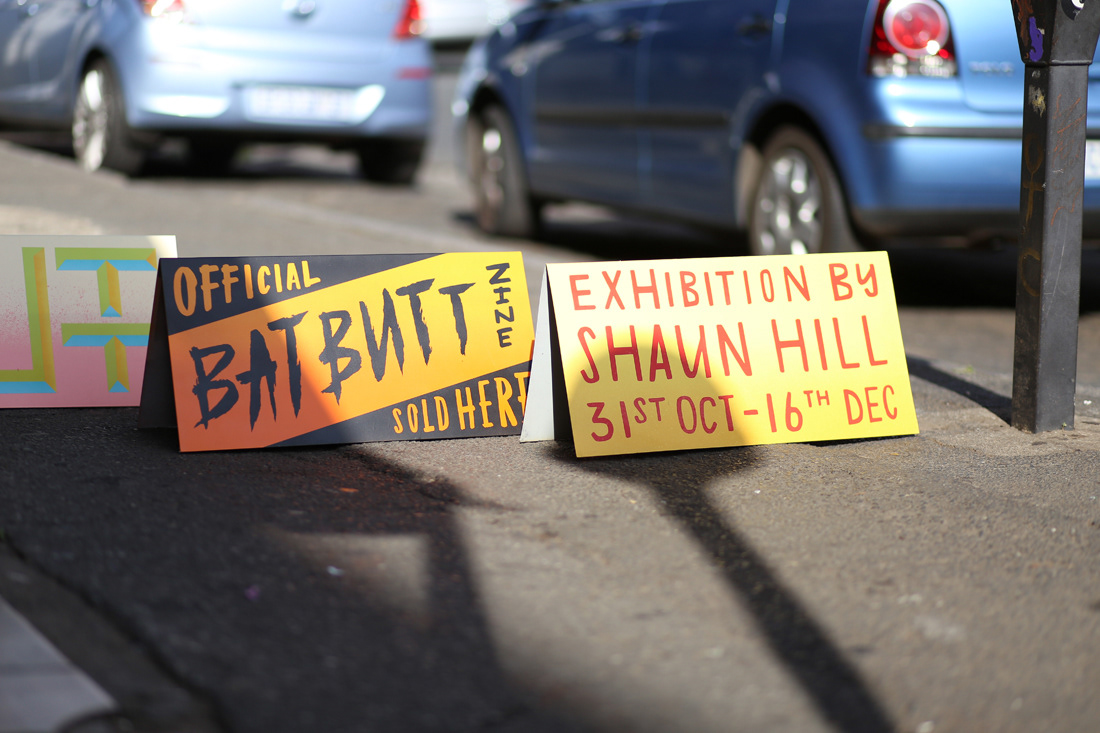 OFFICIAL
BATBUTT
ZINE
SOLD HERE
EXHIBITION BY
SHAUN HILL
31ST OCT-16TH DEC